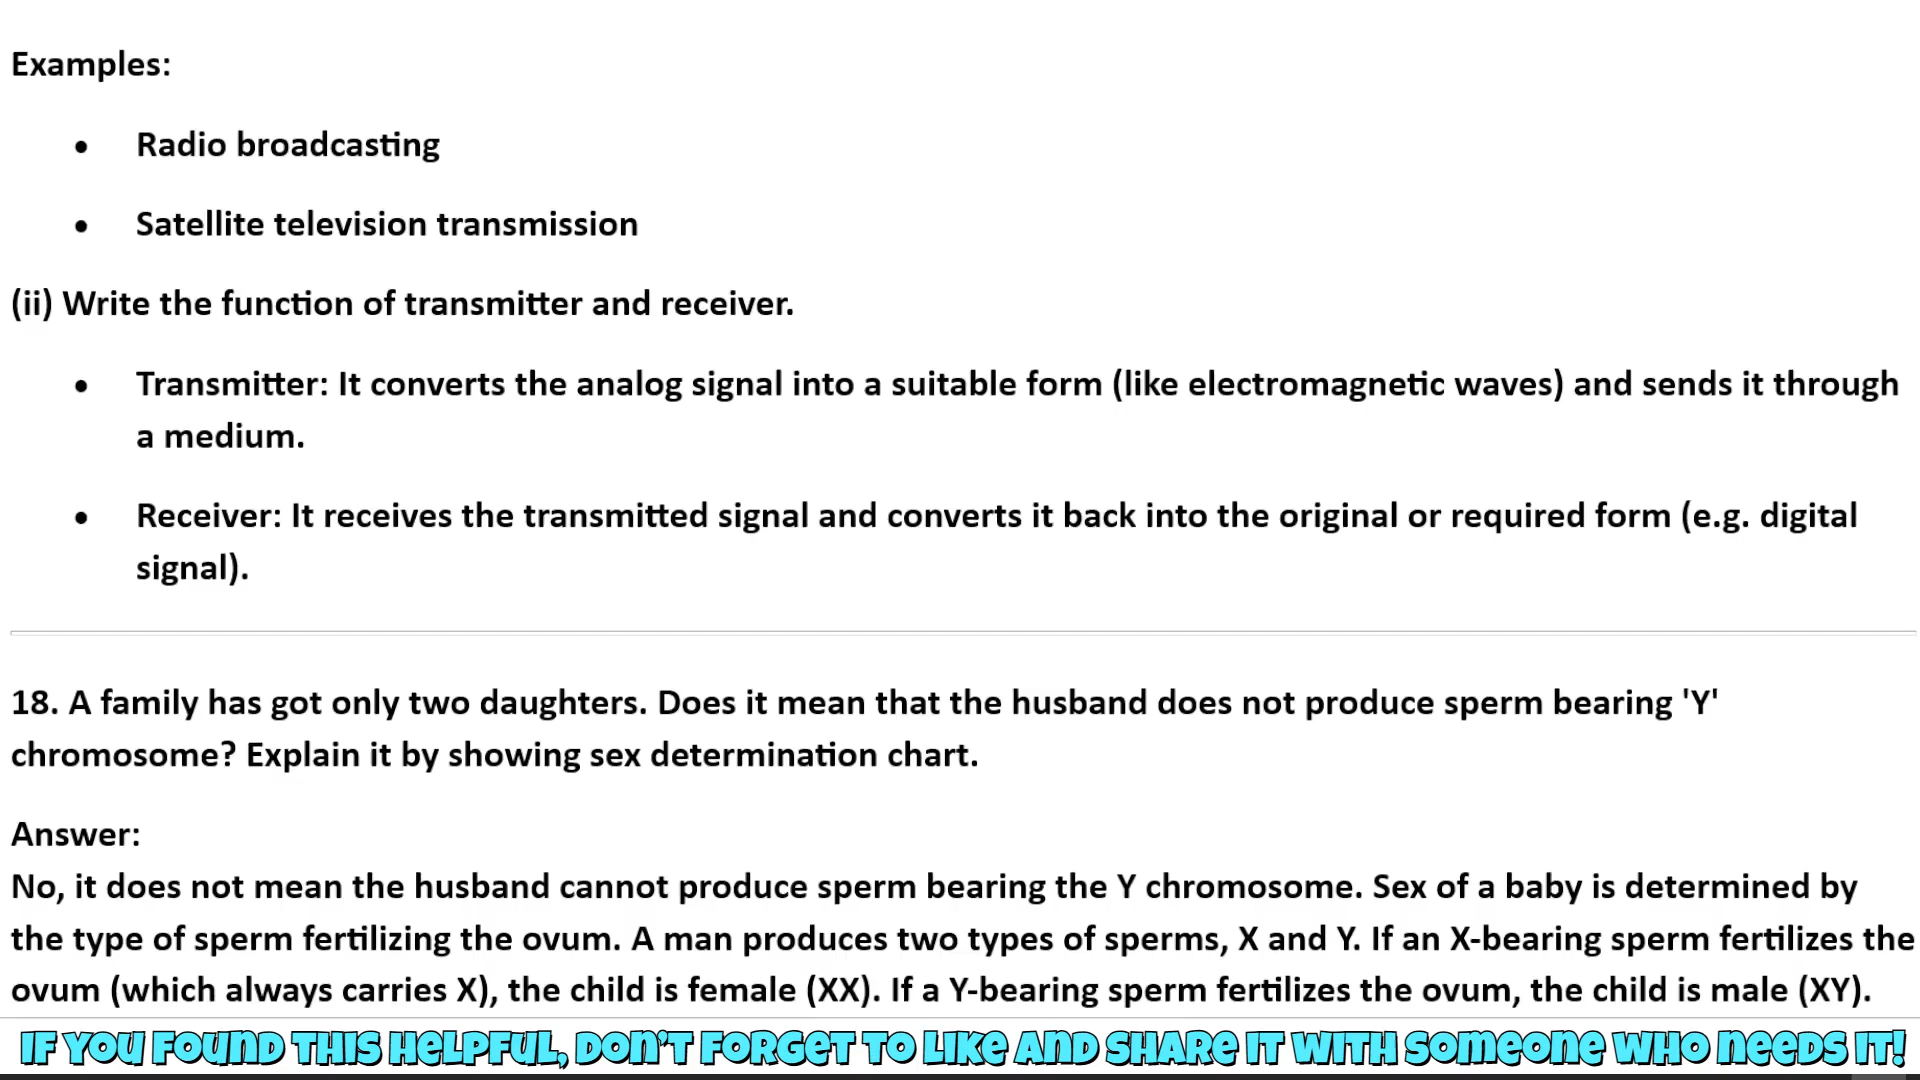 Examples:
• Radio broadcasting
• Satellite television transmission
(ii) Write the function of transmitter and receiver.
• Transmitter: It converts the analog signal into a suitable form (like electromagnetic waves) and sends it through
a medium.
• Receiver: It receives the transmitted signal and converts it back into the original or required form (e.g. digital
signal).
18. A family has got only two daughters. Does it mean that the husband does not produce sperm bearing 'Y'
chromosome? Explain it by showing sex determination chart.
Answer:
No, it does not mean the husband cannot produce sperm bearing the Y chromosome. Sex of a baby is determined by
the type of sperm fertilizing the ovum. A man produces two types of sperms, X and Y. If an X-bearing sperm fertilizes the
ovum (which always carries X), the child is female (XX). If a Y-bearing sperm fertilizes the ovum, the child is male (XY).
IF YOU FOUND THIS HELPFUL, DON'T FORGET TO LIKE AND SHARE IT WITH SOMEONE WHO NEEDS IT!